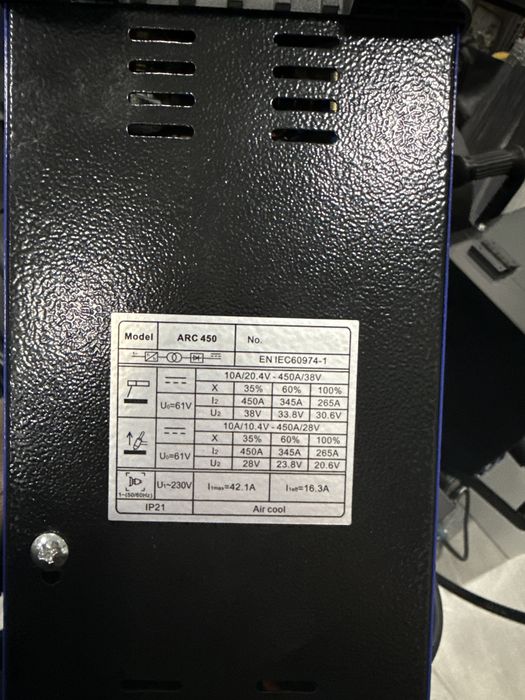 Model ARC 450 No.
EN IEC60974-1
10A/20.4V - 450A/38V
X 35% 60% 100%
U₀=61V I₂ 450A 345A 265A
U₂ 38V 33.8V 30.6V
10A/10.4V - 450A/28V
X 35% 60% 100%
U₀=61V I₂ 450A 345A 265A
U₂ 28V 23.8V 20.6V
1~(50/60Hz) U₁~230V I₁max=42.1A I₁eff=16.3A
IP21 Air cool